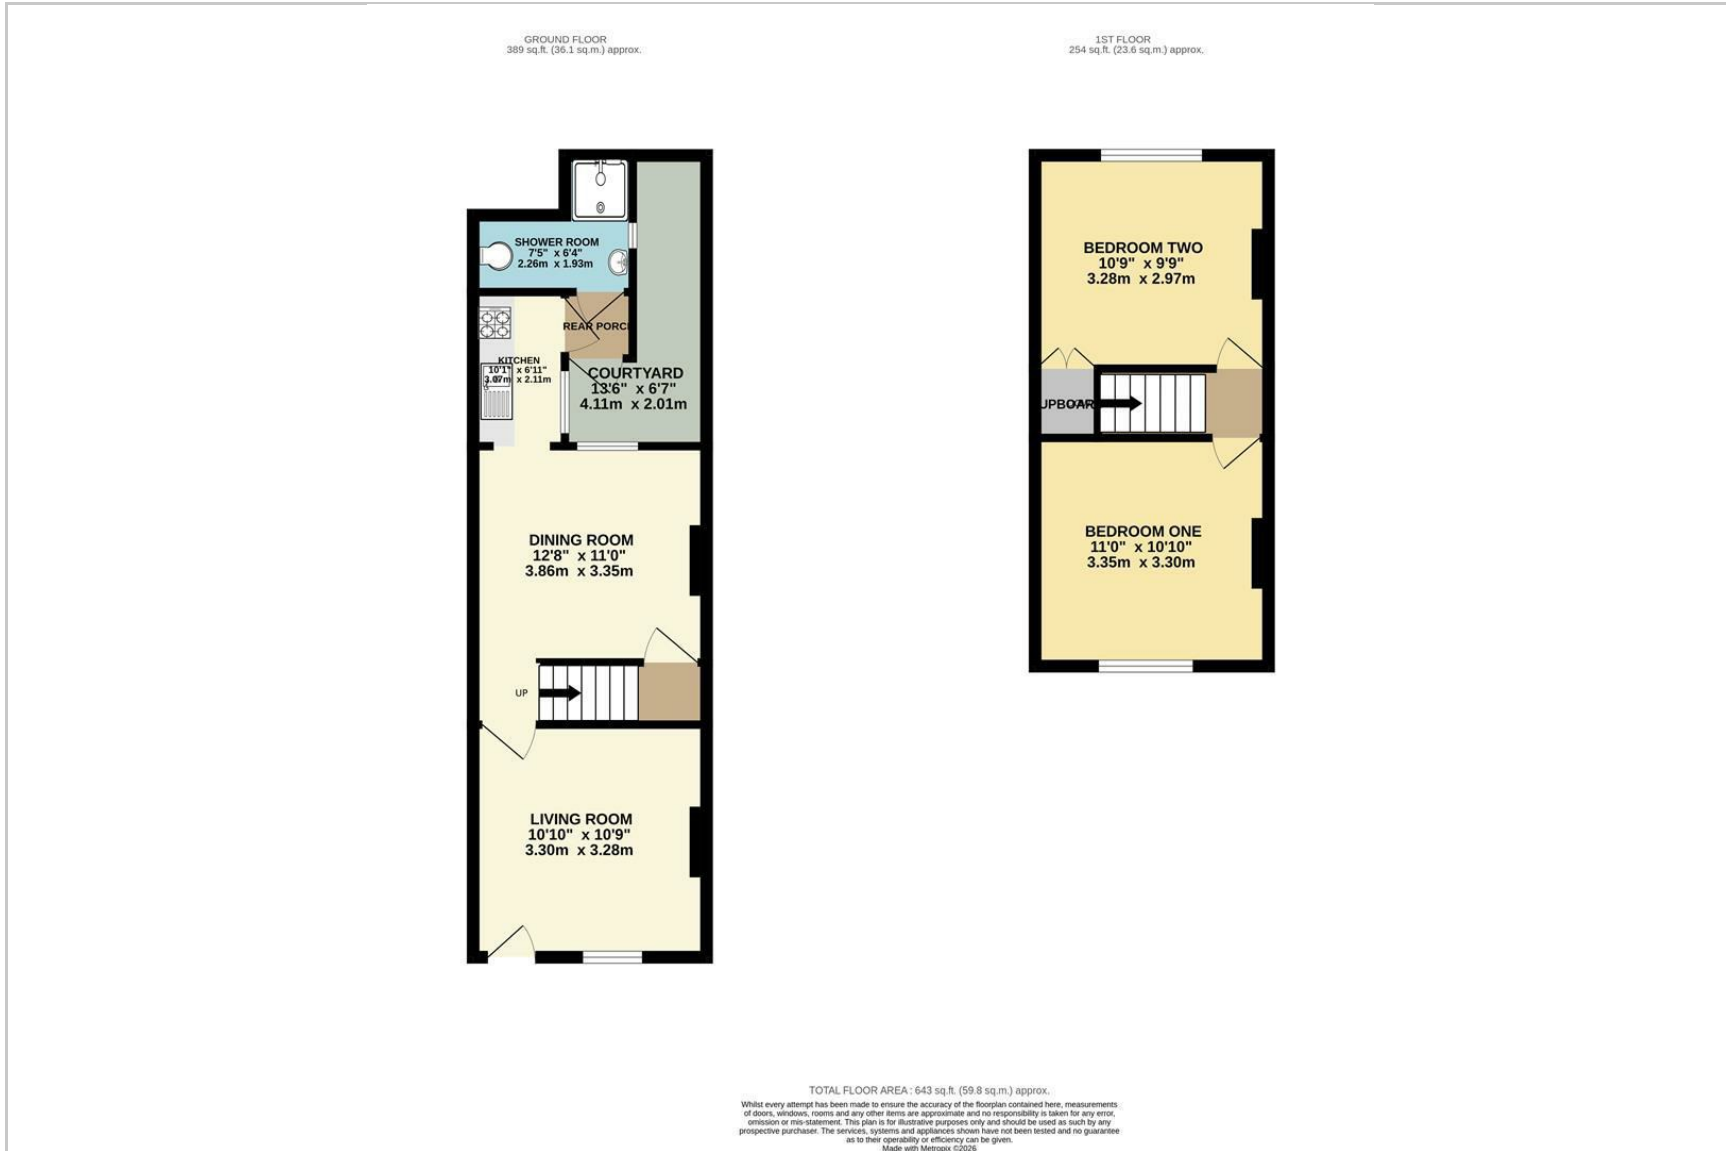 GROUND FLOOR
389 sq.ft. (36.1 sq.m.) approx.
1ST FLOOR
254 sq.ft. (23.6 sq.m.) approx.
SHOWER ROOM
7'5" x 6'4"
2.26m x 1.93m
REAR PORC
KITCHEN
10'1" x 6'11"
3.07m x 2.11m
COURTYARD
13'6" x 6'7"
4.11m x 2.01m
DINING ROOM
12'8" x 11'0"
3.86m x 3.35m
UP
LIVING ROOM
10'10" x 10'9"
3.30m x 3.28m
BEDROOM TWO
10'9" x 9'9"
3.28m x 2.97m
UPBOAR
BEDROOM ONE
11'0" x 10'10"
3.35m x 3.30m
TOTAL FLOOR AREA : 643 sq.ft. (59.8 sq.m.) approx.
Whilst every attempt has been made to ensure the accuracy of the floorplan contained here, measurements
of doors, windows, rooms and any other items are approximate and no responsibility is taken for any error,
omission or mis-statement. This plan is for illustrative purposes only and should be used as such by any
prospective purchaser. The services, systems and appliances shown have not been tested and no guarantee
as to their operability or efficiency can be given.
Made with Metropix ©2026